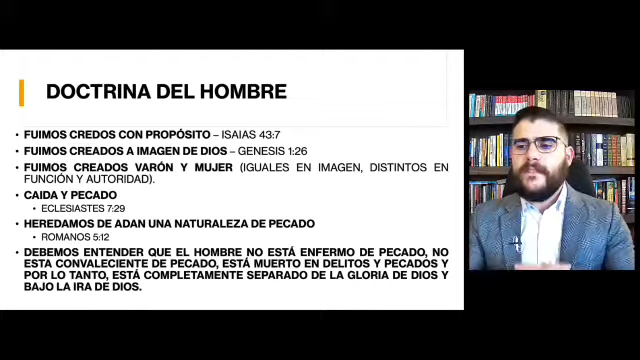 DOCTRINA DEL HOMBRE
• FUIMOS CREDOS CON PROPÓSITO – ISAIAS 43:7
• FUIMOS CREADOS A IMAGEN DE DIOS – GENESIS 1:26
• FUIMOS CREADOS VARÓN Y MUJER (IGUALES EN IMAGEN, DISTINTOS EN
FUNCIÓN Y AUTORIDAD).
• CAIDA Y PECADO
• ECLESIASTES 7:29
• HEREDAMOS DE ADAN UNA NATURALEZA DE PECADO
• ROMANOS 5:12
• DEBEMOS ENTENDER QUE EL HOMBRE NO ESTÁ ENFERMO DE PECADO, NO
ESTA CONVALECIENTE DE PECADO, ESTÁ MUERTO EN DELITOS Y PECADOS Y
POR LO TANTO, ESTÁ COMPLETAMENTE SEPARADO DE LA GLORIA DE DIOS Y
BAJO LA IRA DE DIOS.